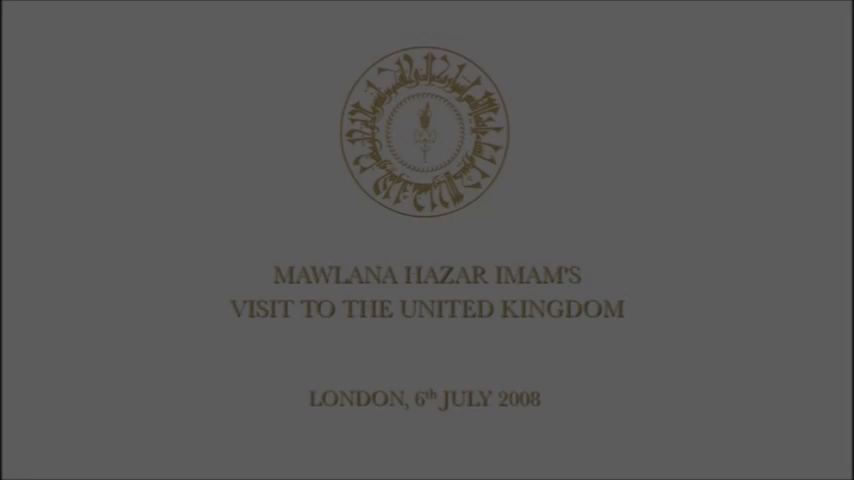 MAWLANA HAZAR IMAM'S
VISIT TO THE UNITED KINGDOM
LONDON, 6th JULY 2008